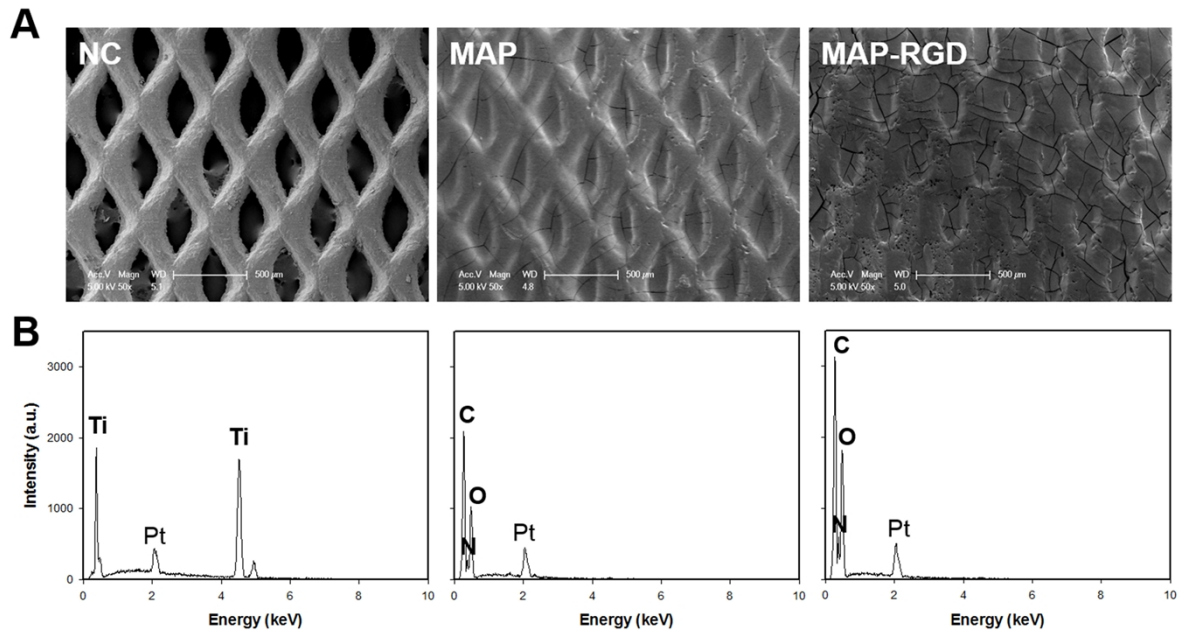 A
NC
MAP
MAP-RGD
Acc.V Magn WD 500 µm
5.00 kV 50x 5.1
Acc.V Magn WD 500 µm
5.00 kV 50x 4.8
Acc.V Magn WD 500 µm
5.00 kV 50x 5.0
B
Intensity (a.u.)
3000
2000
1000
0
Ti
Pt
Ti
0 2 4 6 8 10
Energy (keV)
C
O
N
Pt
0 2 4 6 8 10
Energy (keV)
C
O
N
Pt
0 2 4 6 8 10
Energy (keV)